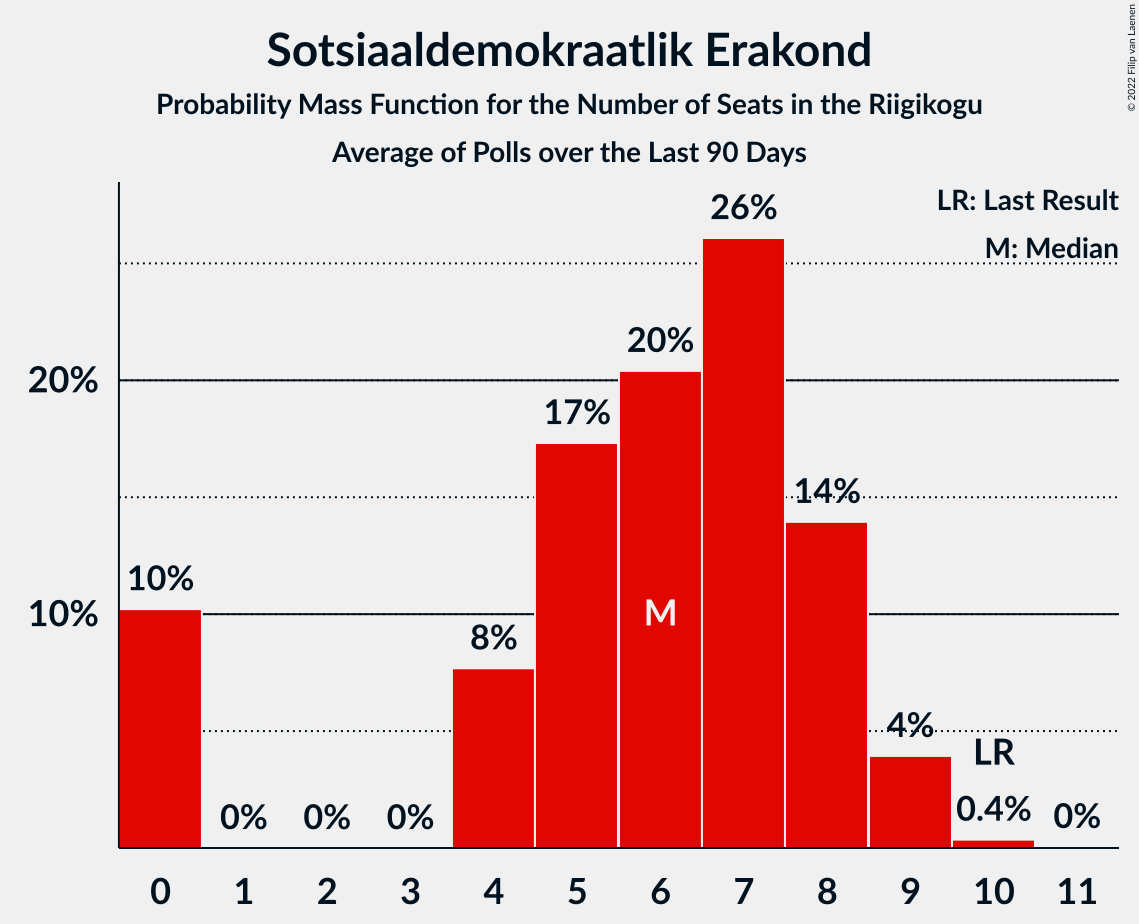 Sotsiaaldemokraatlik Erakond
Probability Mass Function for the Number of Seats in the Riigikogu
Average of Polls over the Last 90 Days
© 2022 Filip van Laenen
LR: Last Result
M: Median
26%
20%
20%
17%
14%
10%
10%
M
8%
4%
LR
0%
0%
0%
0.4%
0%
0 1 2 3 4 5 6 7 8 9 10 11